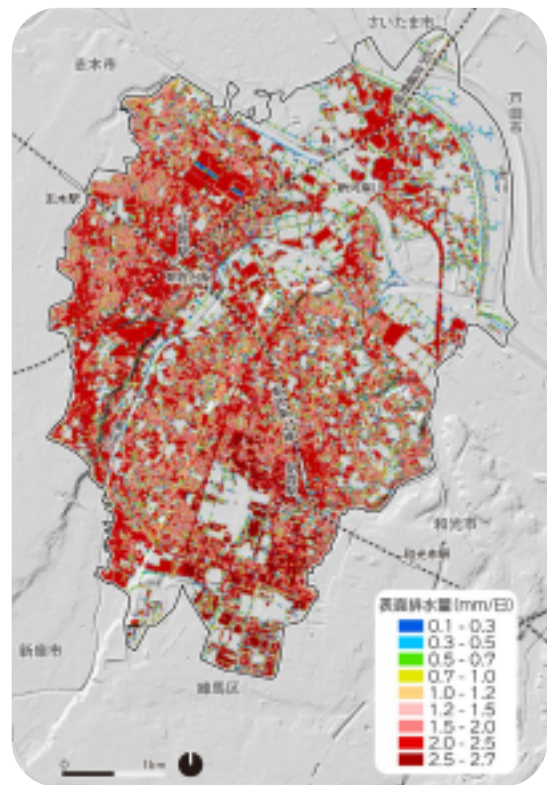 さいたま市
志木市
戸田市
志木駅
和光市
和光市駅
新座市
練馬区
表面排水量(mm/日)
0.1 - 0.3
0.3 - 0.5
0.5 - 0.7
0.7 - 1.0
1.0 - 1.2
1.2 - 1.5
1.5 - 2.0
2.0 - 2.5
2.5 - 2.7
0 1km